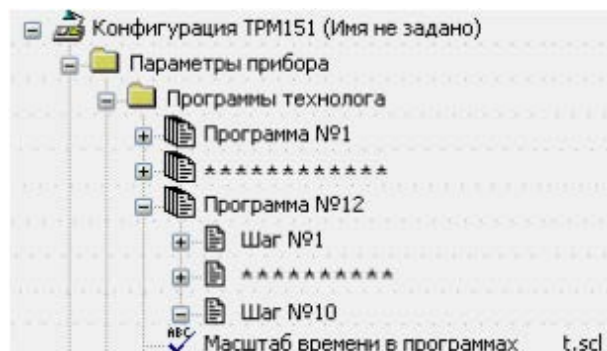 Конфигурация ТРМ151 (Имя не задано)
Параметры прибора
Программы технолога
Программа №1
************
Программа №12
Шаг №1
**********
Шаг №10
ABC Масштаб времени в программах t.scl